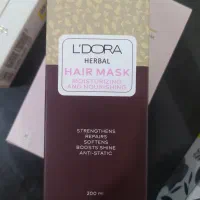 L'DORA
HERBAL
HAIR MASK
MOISTURIZING
AND NOURISHING
STRENGTHENS
REPAIRS
SOFTENS
BOOSTS SHINE
ANTI-STATIC
300 ml